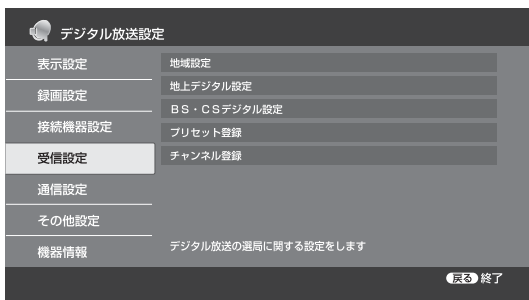 デジタル放送設定
表示設定
録画設定
接続機器設定
受信設定
通信設定
その他設定
機器情報
地域設定
地上デジタル設定
BS・CSデジタル設定
プリセット登録
チャンネル登録
デジタル放送の選局に関する設定をします
戻る 終了